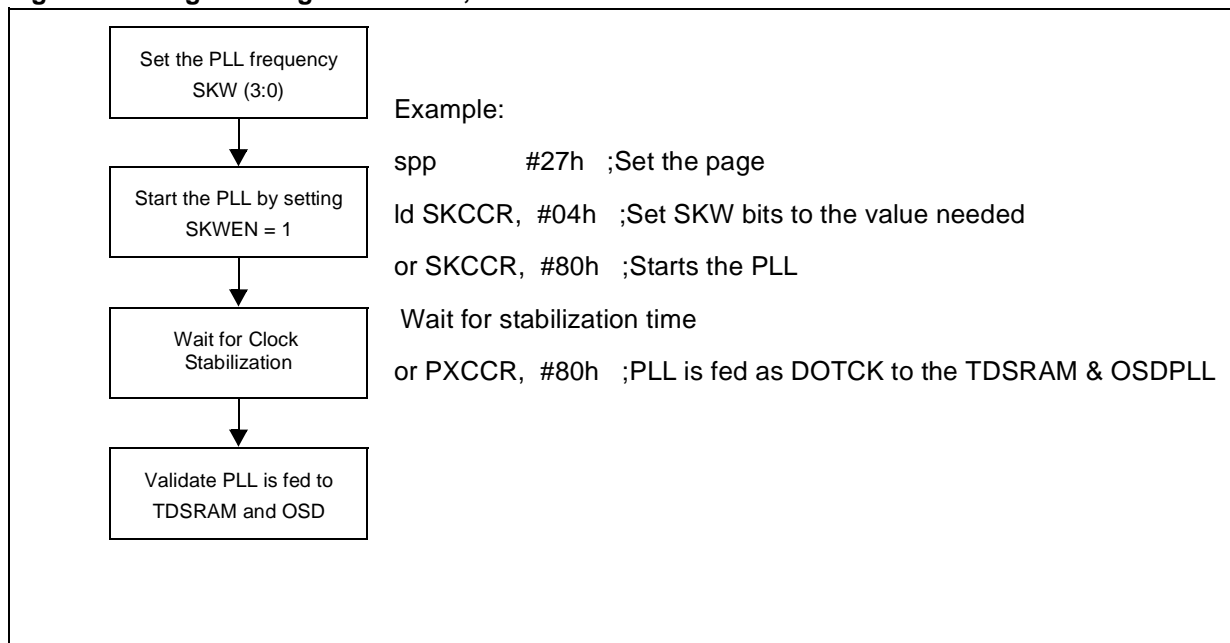 Set the PLL frequency
SKW (3:0)
Start the PLL by setting
SKWEN = 1
Wait for Clock
Stabilization
Validate PLL is fed to
TDSRAM and OSD
Example:
spp #27h ;Set the page
ld SKCCR, #04h ;Set SKW bits to the value needed
or SKCCR, #80h ;Starts the PLL
Wait for stabilization time
or PXCCR, #80h ;PLL is fed as DOTCK to the TDSRAM & OSDPLL